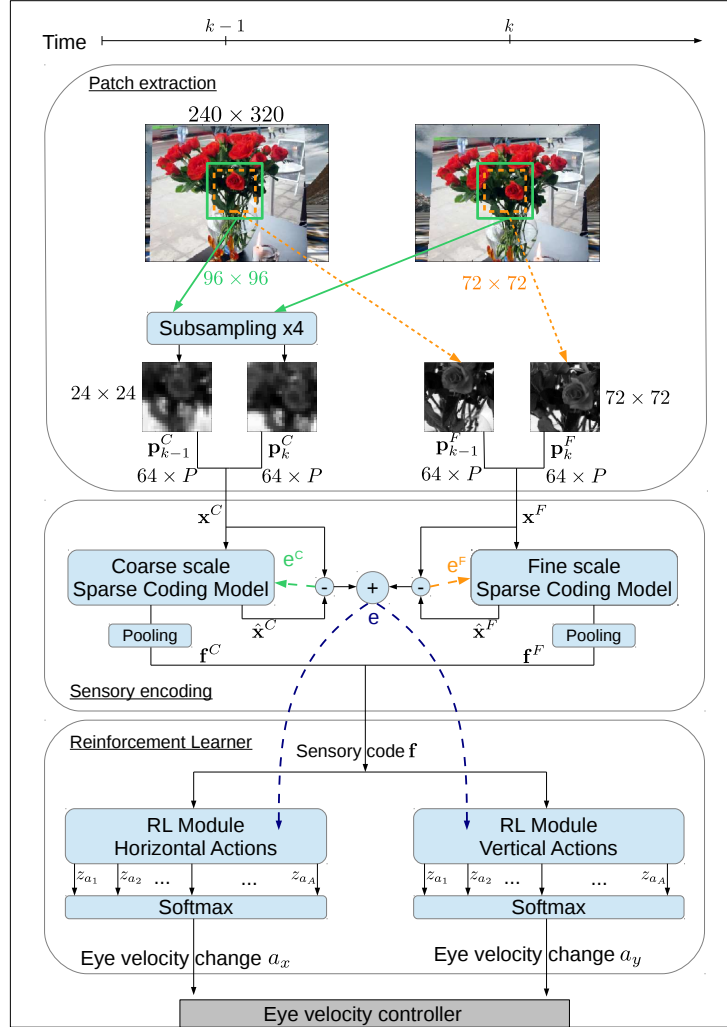 Time
k − 1
k
Patch extraction
240 × 320
96 × 96
72 × 72
Subsampling x4
24 × 24
72 × 72
p^C_{k−1}
p^C_k
p^F_{k−1}
p^F_k
64 × P
64 × P
64 × P
64 × P
x^C
x^F
Coarse scale
Sparse Coding Model
e^C
-
+
-
e^F
Fine scale
Sparse Coding Model
e
x̂^C
x̂^F
Pooling
Pooling
f^C
f^F
Sensory encoding
Reinforcement Learner
Sensory code f
RL Module
Horizontal Actions
RL Module
Vertical Actions
z_{a_1} z_{a_2} ... ... z_{a_A}
z_{a_1} z_{a_2} ... ... z_{a_A}
Softmax
Softmax
Eye velocity change a_x
Eye velocity change a_y
Eye velocity controller